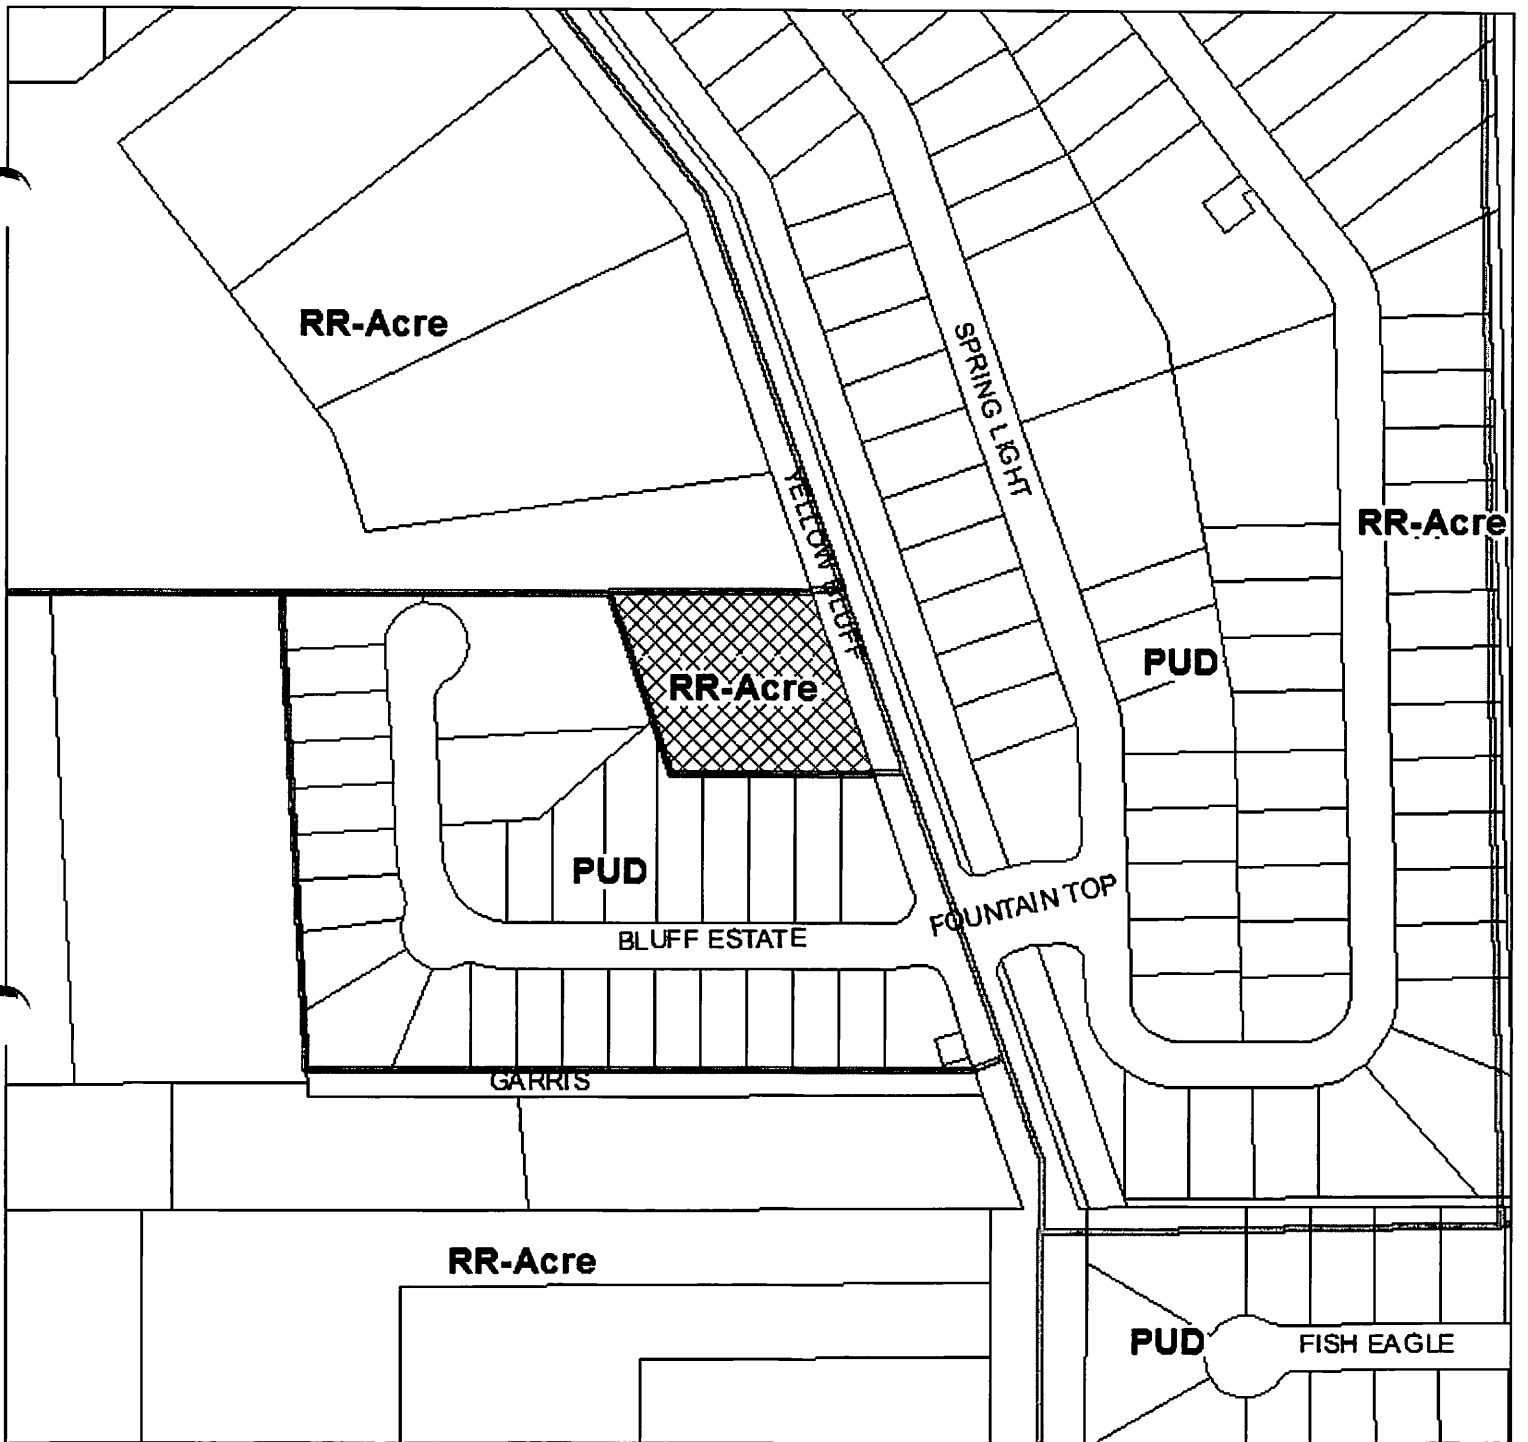 RR-Acre
SPRING LIGHT
YELLOW BLUFF
RR-Acre
PUD
RR-Acre
PUD
FOUNTAIN TOP
BLUFF ESTATE
GARRIS
RR-Acre
PUD
FISH EAGLE